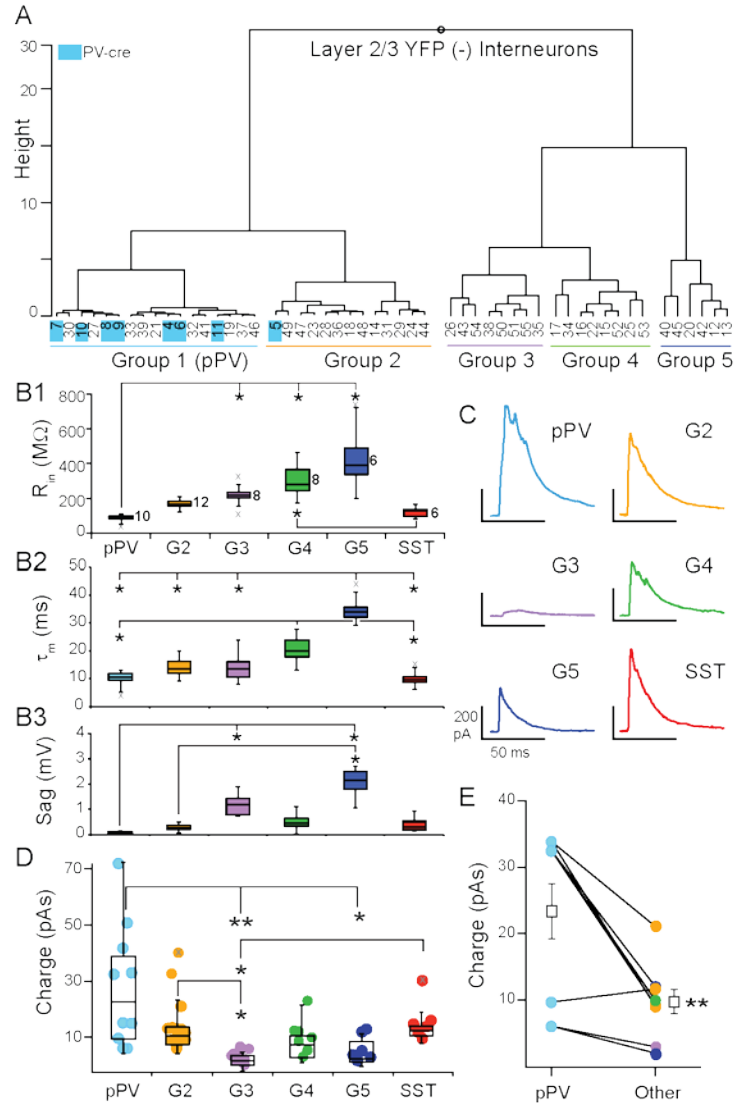 A
PV-cre
Layer 2/3 YFP (-) Interneurons
Height
30
20
30
10
0
7 30 10 27 8 9 33 39 21 4 6 32 41 11 19 37 46
5 49 47 23 28 18 48 14 31 29 24 44
26 43 54 38 50 51 55 35
17 34 16 22 15 52 25 53
40 45 20 42 12 13
Group 1 (pPV) Group 2 Group 3 Group 4 Group 5
B1
R_in (MΩ)
800
600
400
200
0
* * *
10 12 8 8 6 6
*
pPV G2 G3 G4 G5 SST
B2
τ_m (ms)
50
40
30
20
10
0
* * * *
* *
B3
Sag (mV)
4
3
2
1
0
* *
*
C
pPV G2
G3 G4
G5 SST
200
pA
50 ms
D
Charge (pAs)
70
50
30
10
** *
*
*
pPV G2 G3 G4 G5 SST
E
Charge (pAs)
40
30
20
10
0
**
pPV Other